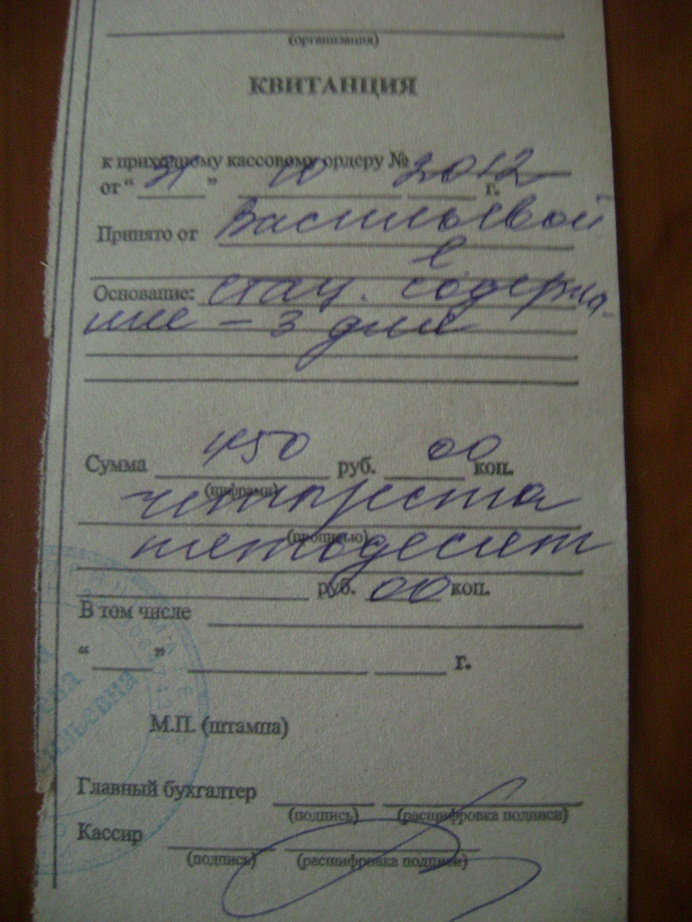 (организация)
КВИТАНЦИЯ
к приходному кассовому ордеру №
от “ 31 ” 10 2012 г.
Принято от Васильевой
Основание: стац. содержа-
ние – 3 дня
Сумма 450 руб. 00 коп.
(цифрами)
четыреста
(прописью)
пятьдесят
руб. 00 коп.
В том числе
“ ” г.
М.П. (штампа)
Главный бухгалтер
(подпись) (расшифровка подписи)
Кассир
(подпись) (расшифровка подписи)